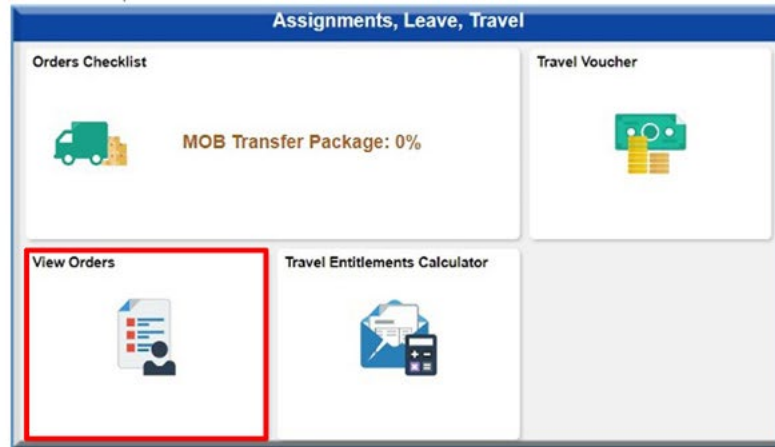 Assignments, Leave, Travel
Orders Checklist
MOB Transfer Package: 0%
Travel Voucher
View Orders
Travel Entitlements Calculator